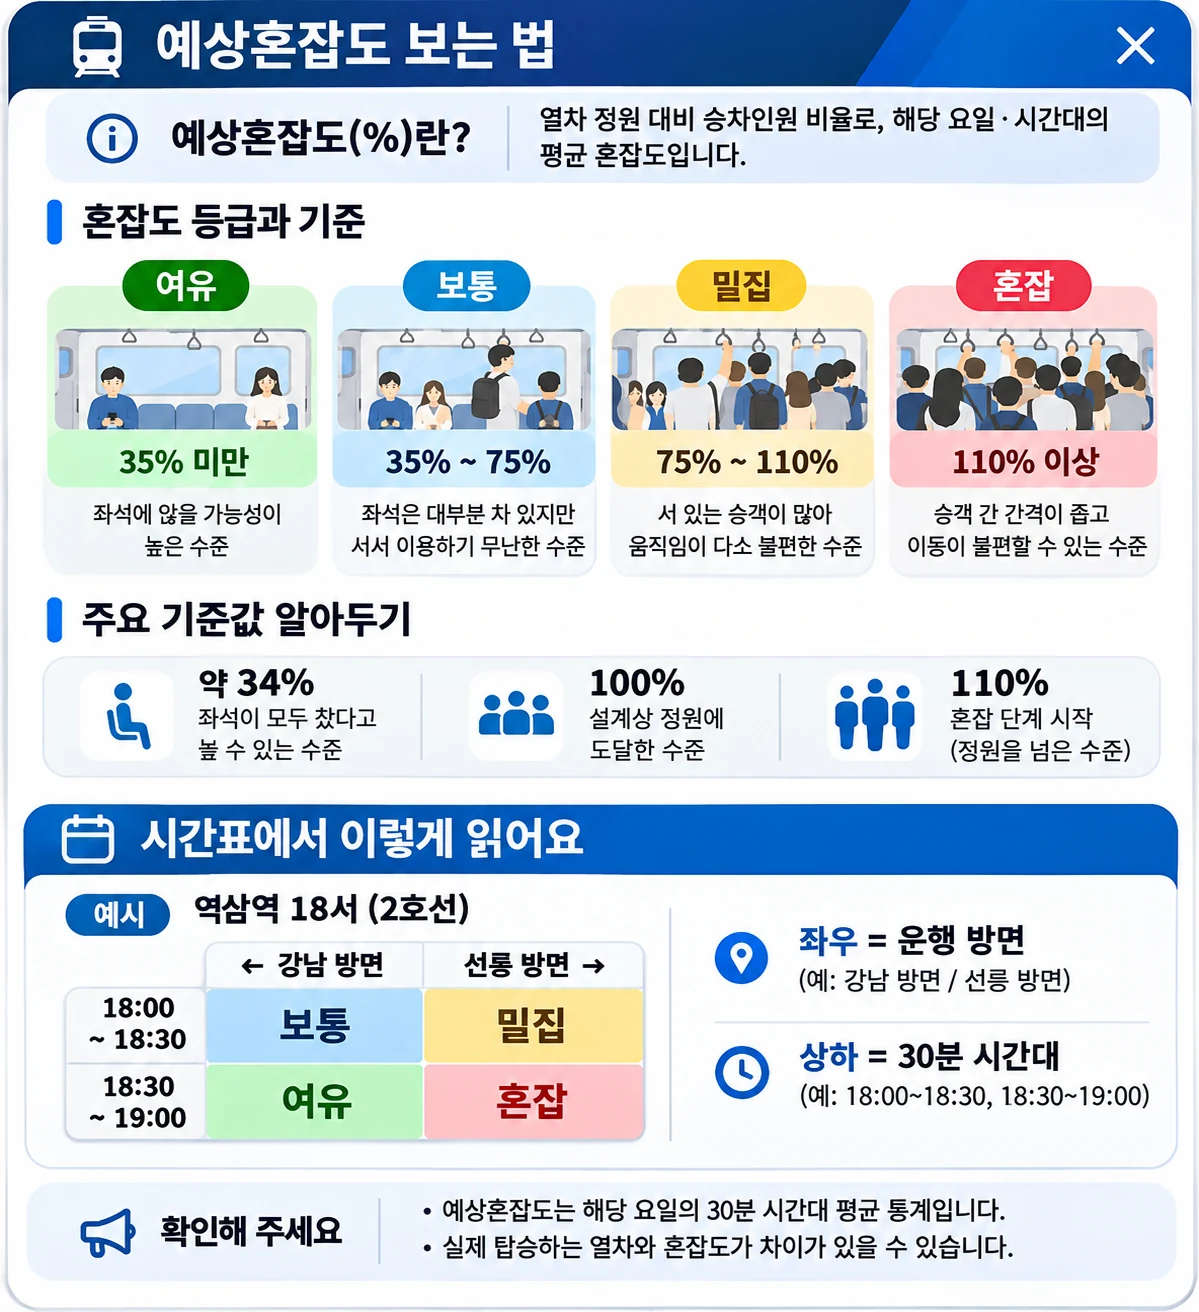 예상혼잡도 보는 법
예상혼잡도(%)란?
열차 정원 대비 승차인원 비율로, 해당 요일 · 시간대의
평균 혼잡도입니다.
혼잡도 등급과 기준
여유
35% 미만
좌석에 않을 가능성이
높은 수준
보통
35% ~ 75%
좌석은 대부분 차 있지만
서서 이용하기 무난한 수준
밀집
75% ~ 110%
서 있는 승객이 많아
움직임이 다소 불편한 수준
혼잡
110% 이상
승객 간 간격이 좁고
이동이 불편할 수 있는 수준
주요 기준값 알아두기
약 34%
좌석이 모두 찼다고
볼 수 있는 수준
100%
설계상 정원에
도달한 수준
110%
혼잡 단계 시작
(정원을 넘은 수준)
시간표에서 이렇게 읽어요
예시
역삼역 18서 (2호선)
← 강남 방면
선릉 방면 →
18:00
~ 18:30
보통
밀집
18:30
~ 19:00
여유
혼잡
좌우 = 운행 방면
(예: 강남 방면 / 선릉 방면)
상하 = 30분 시간대
(예: 18:00~18:30, 18:30~19:00)
확인해 주세요
• 예상혼잡도는 해당 요일의 30분 시간대 평균 통계입니다.
• 실제 탑승하는 열차와 혼잡도가 차이가 있을 수 있습니다.